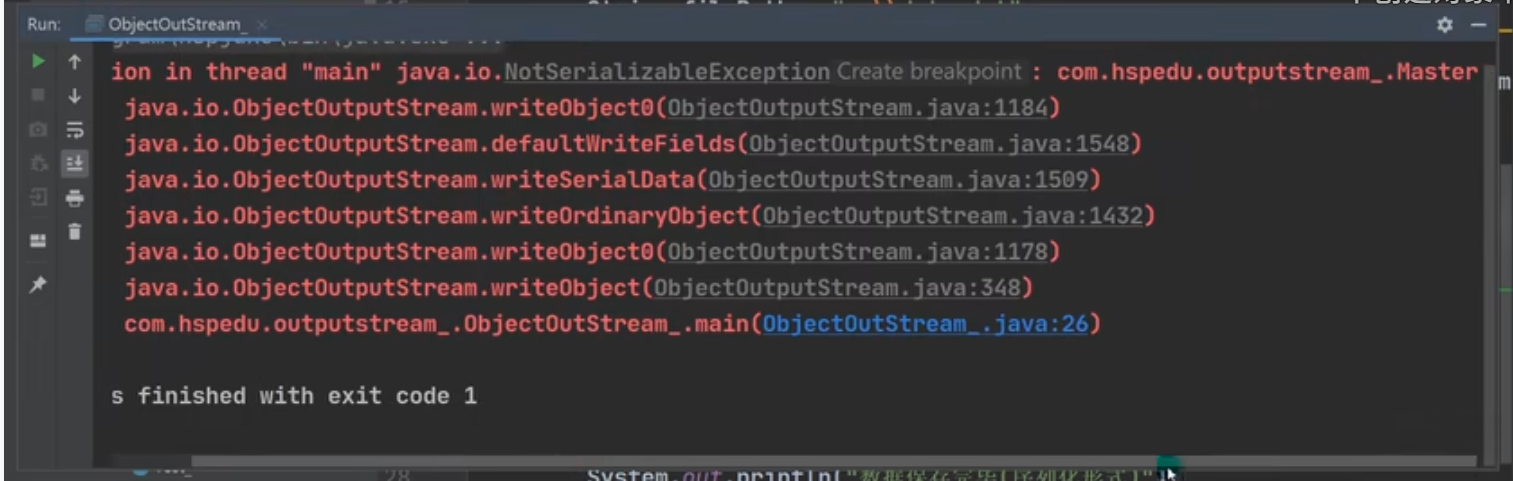 Run: ObjectOutStream_
ion in thread "main" java.io.NotSerializableException Create breakpoint : com.hspedu.outputstream_.Master
java.io.ObjectOutputStream.writeObject0(ObjectOutputStream.java:1184)
java.io.ObjectOutputStream.defaultWriteFields(ObjectOutputStream.java:1548)
java.io.ObjectOutputStream.writeSerialData(ObjectOutputStream.java:1509)
java.io.ObjectOutputStream.writeOrdinaryObject(ObjectOutputStream.java:1432)
java.io.ObjectOutputStream.writeObject0(ObjectOutputStream.java:1178)
java.io.ObjectOutputStream.writeObject(ObjectOutputStream.java:348)
com.hspedu.outputstream_.ObjectOutStream_.main(ObjectOutStream_.java:26)
s finished with exit code 1
28 System.out.println("数据保存完毕(序列化形式)")